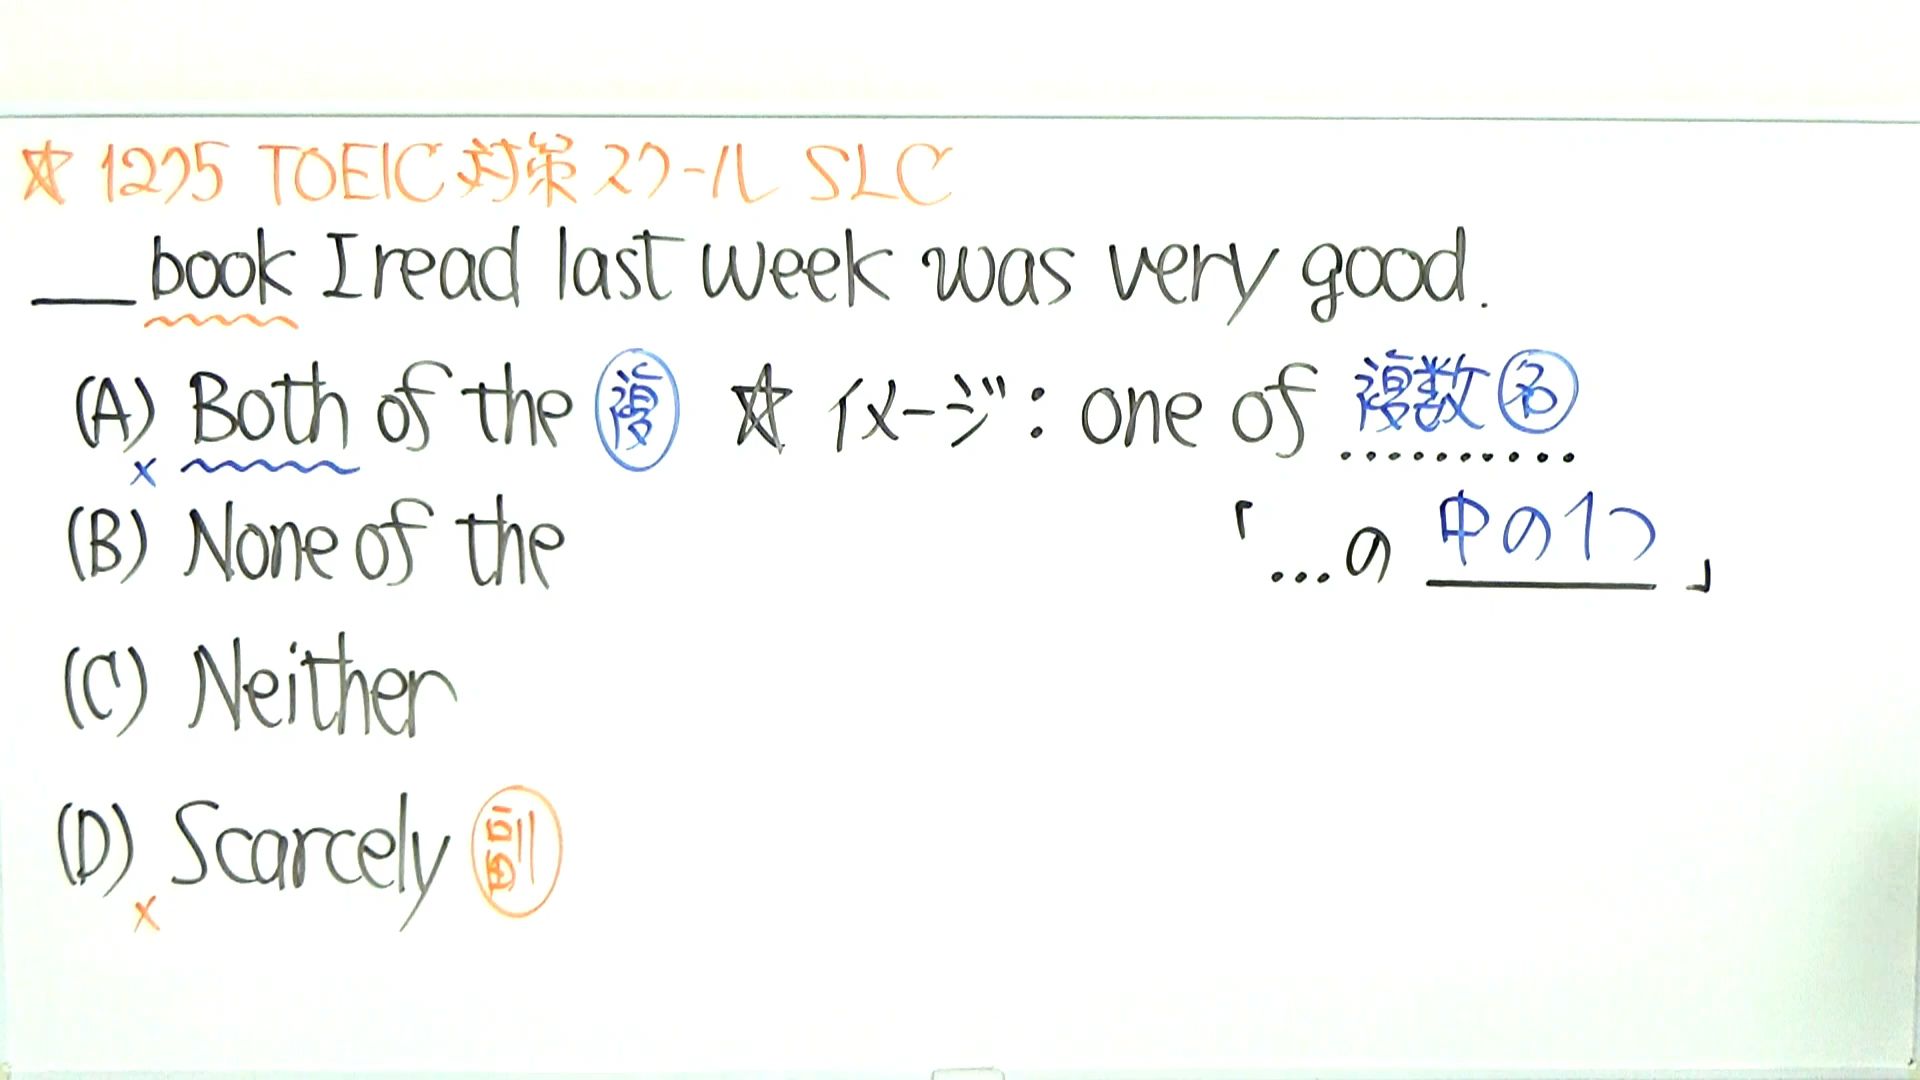 ☆ 1275 TOEIC対策スクール SLC
___ book I read last week was very good.
(A) Both of the 複 ☆ イメージ: one of 複数名
×
(B) None of the 「...の 中の1つ」
(C) Neither
(D) Scarcely 副
×